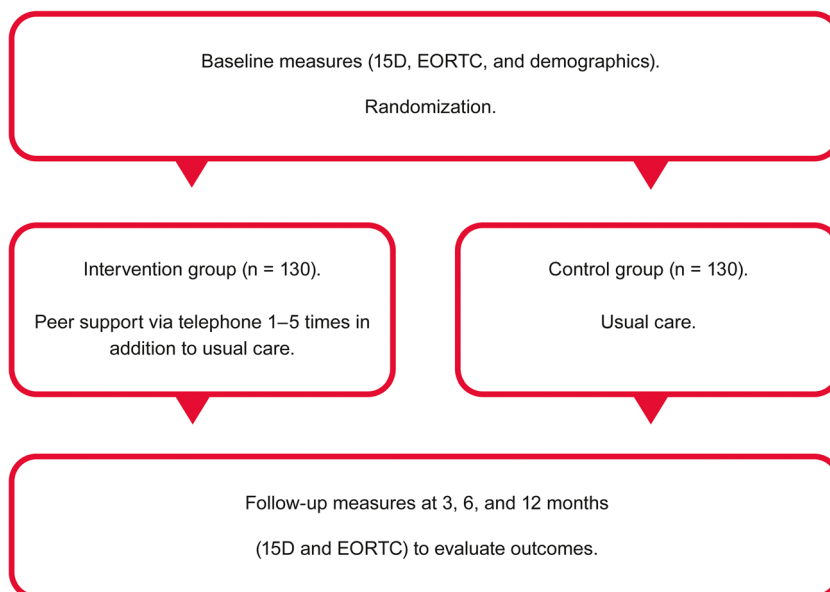 Baseline measures (15D, EORTC, and demographics).
Randomization.
Intervention group (n = 130).
Peer support via telephone 1–5 times in
addition to usual care.
Control group (n = 130).
Usual care.
Follow-up measures at 3, 6, and 12 months
(15D and EORTC) to evaluate outcomes.